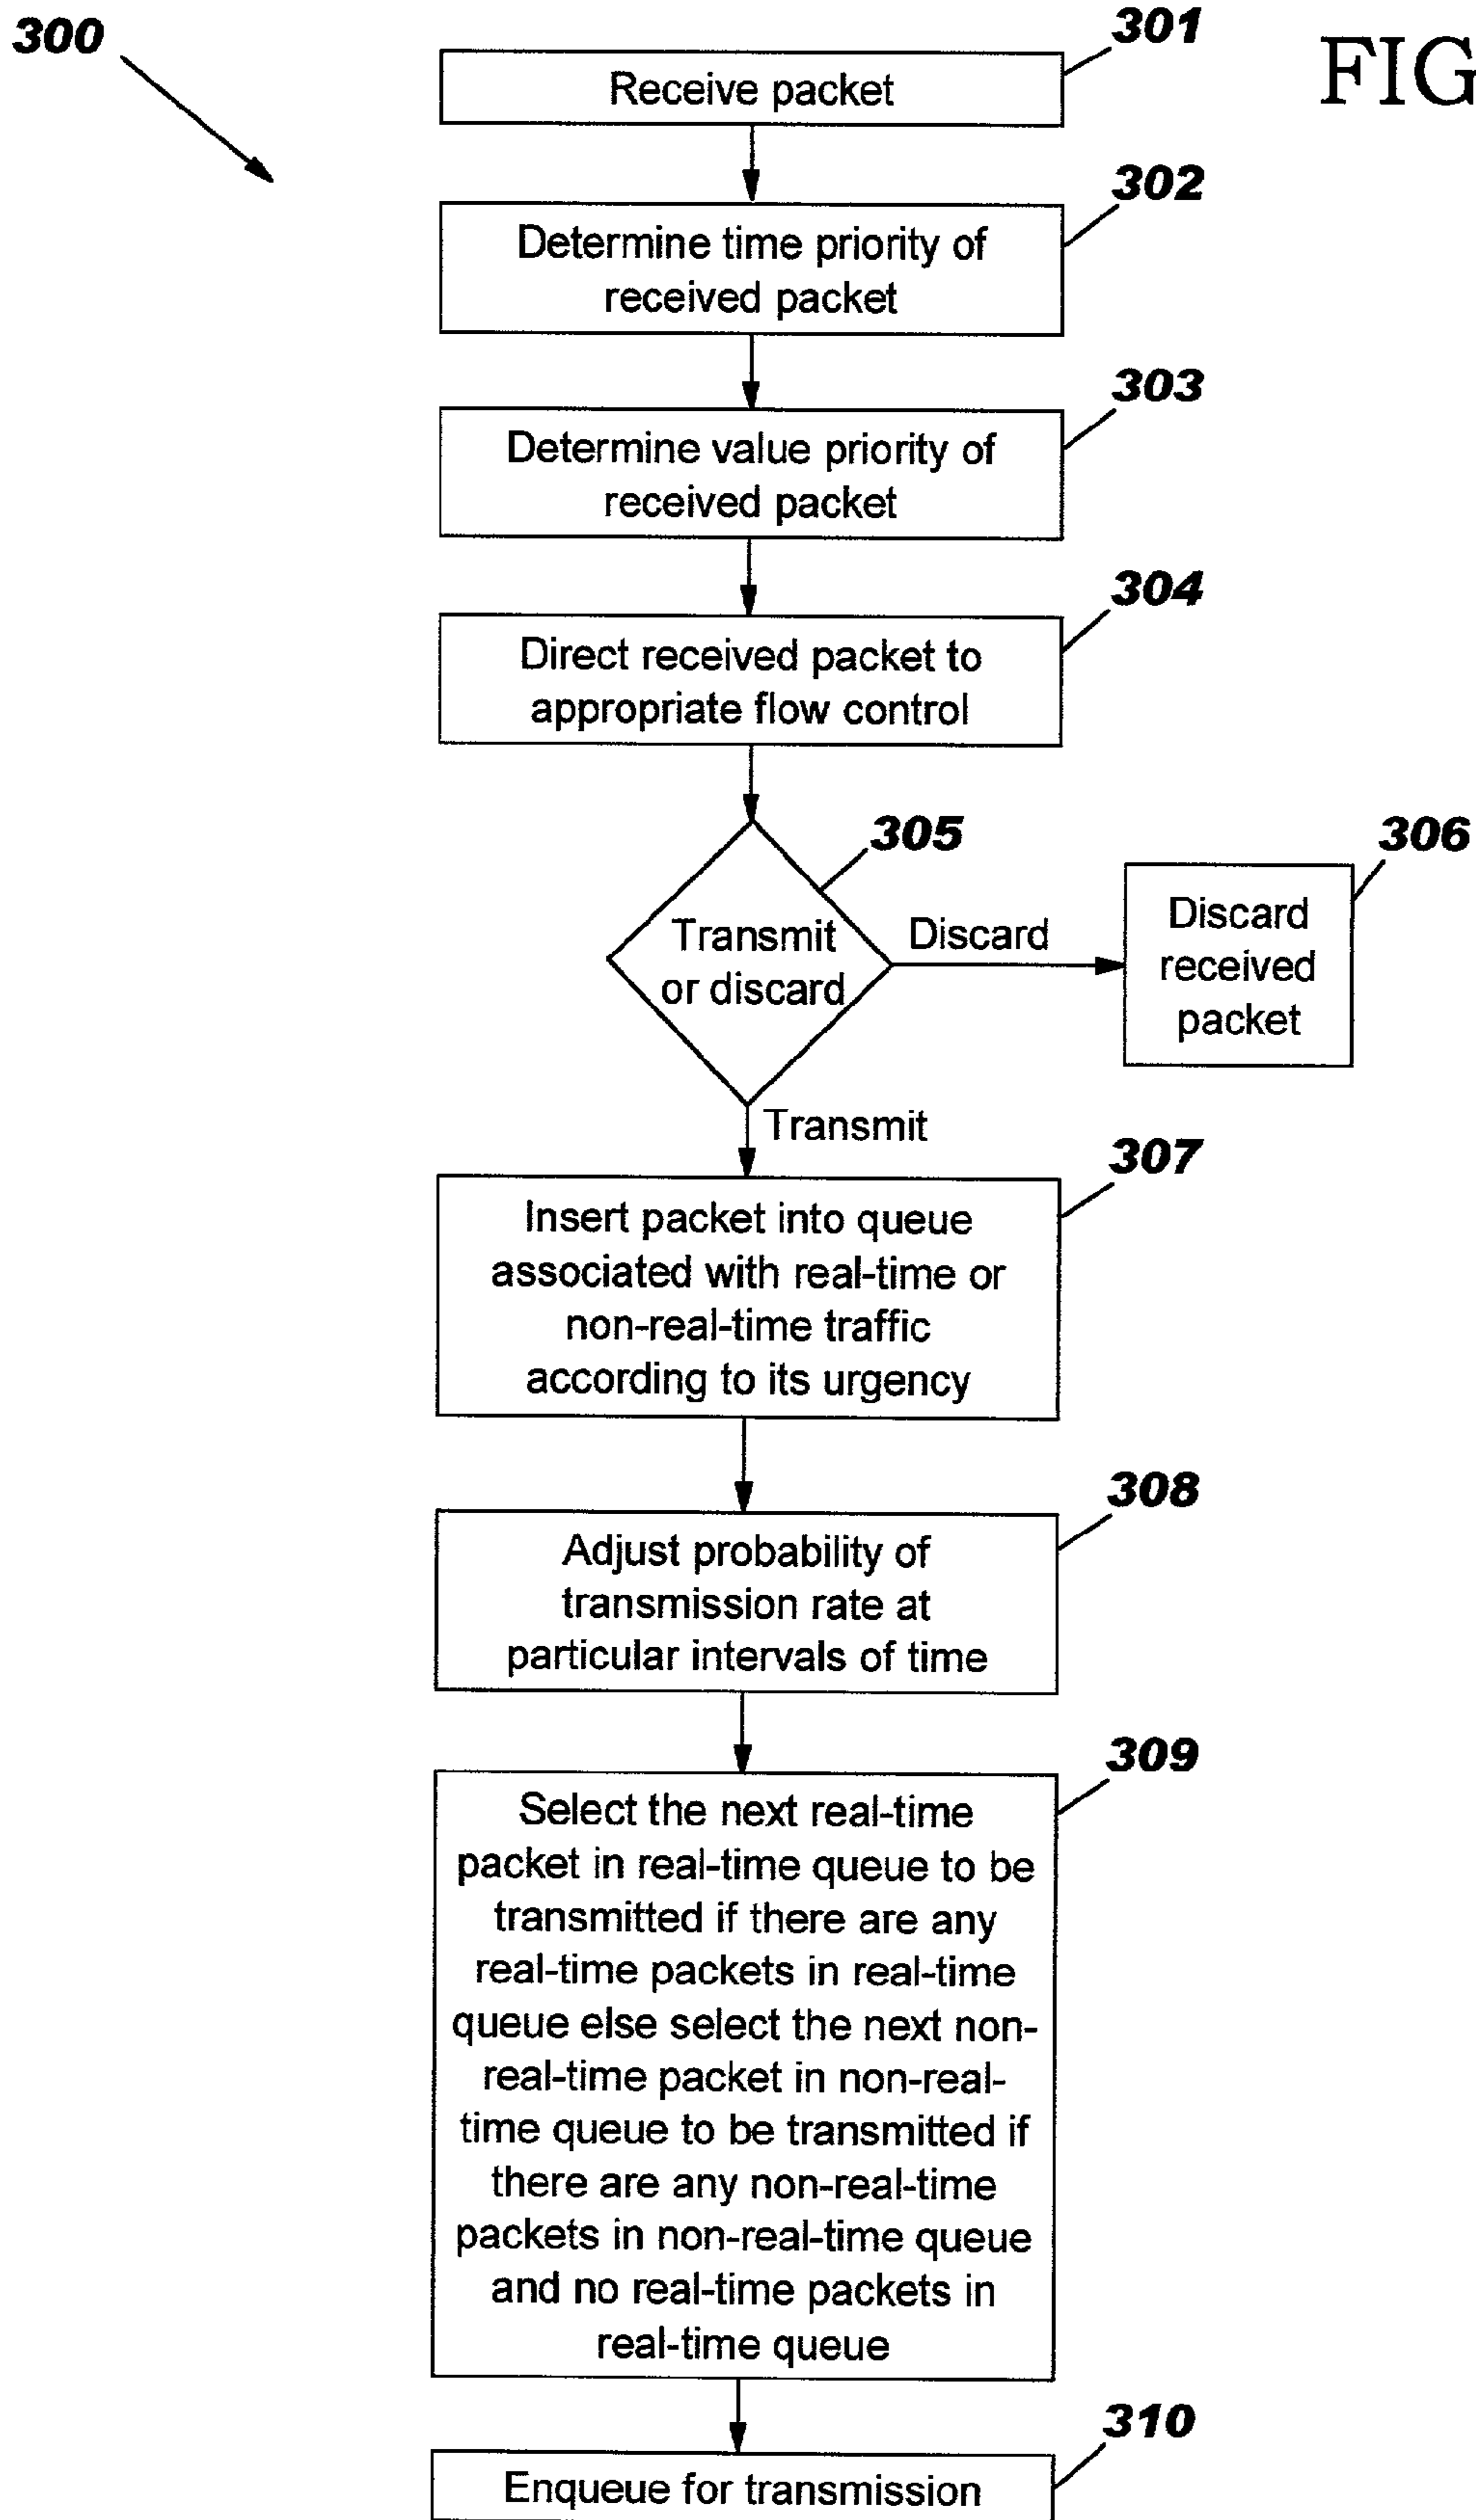 300
301
FIG
Receive packet
302
Determine time priority of
received packet
303
Determine value priority of
received packet
304
Direct received packet to
appropriate flow control
305
306
Transmit
or discard
Discard
Discard
received
packet
Transmit
307
Insert packet into queue
associated with real-time or
non-real-time traffic
according to its urgency
308
Adjust probability of
transmission rate at
particular intervals of time
309
Select the next real-time
packet in real-time queue to be
transmitted if there are any
real-time packets in real-time
queue else select the next non-
real-time packet in non-real-
time queue to be transmitted if
there are any non-real-time
packets in non-real-time queue
and no real-time packets in
real-time queue
310
Enqueue for transmission